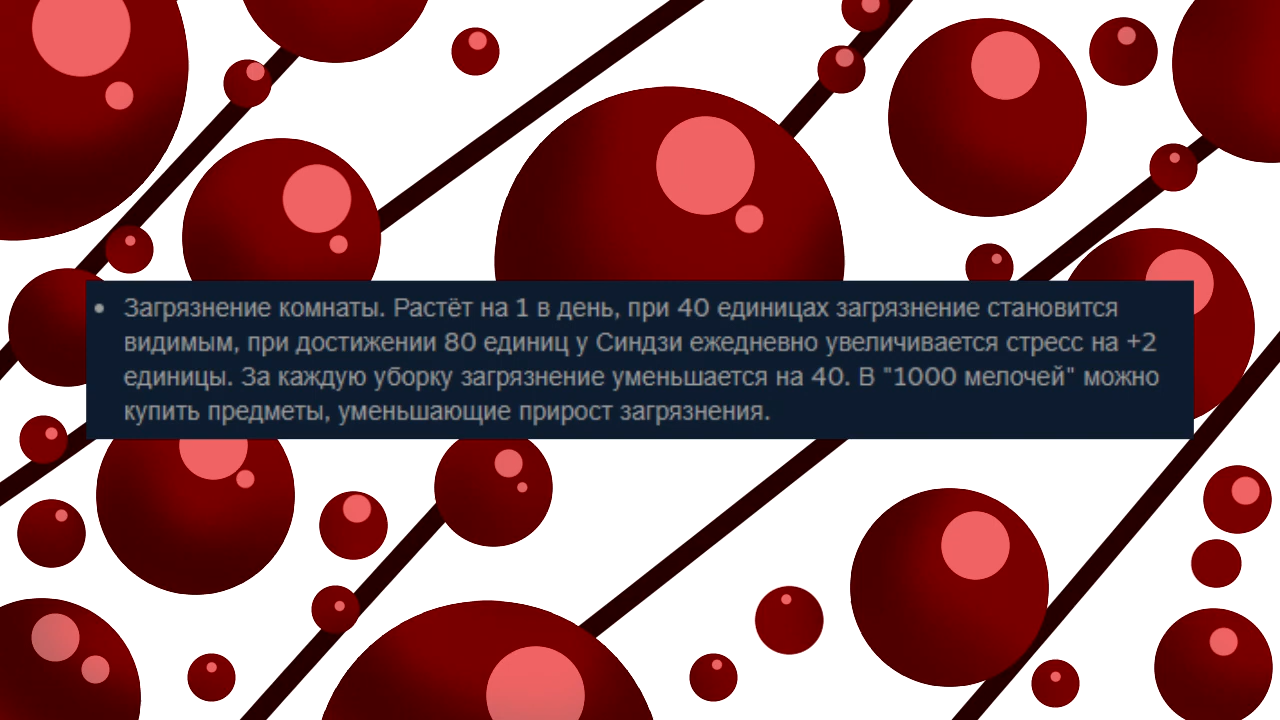 • Загрязнение комнаты. Растёт на 1 в день, при 40 единицах загрязнение становится
видимым, при достижении 80 единиц у Синдзи ежедневно увеличивается стресс на +2
единицы. За каждую уборку загрязнение уменьшается на 40. В "1000 мелочей" можно
купить предметы, уменьшающие прирост загрязнения.